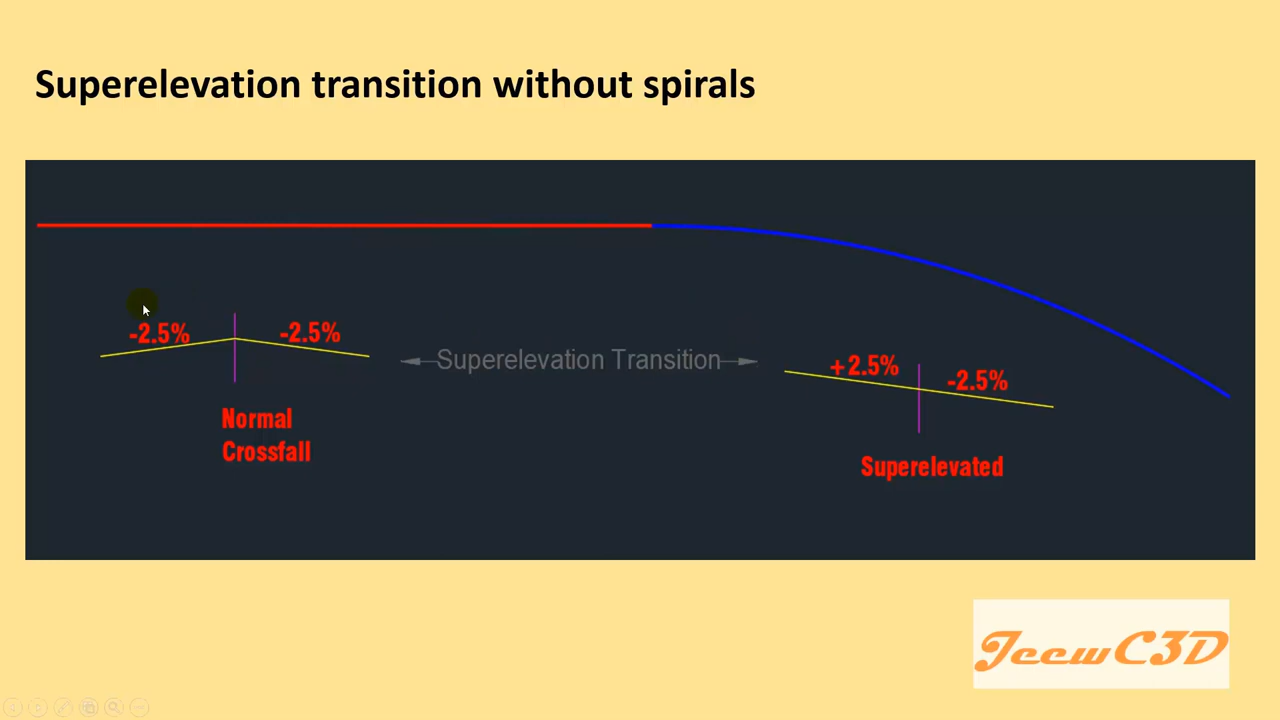 Superelevation transition without spirals
-2.5% -2.5%
Superelevation Transition
+2.5% -2.5%
Normal
Crossfall
Superelevated
JeewC3D